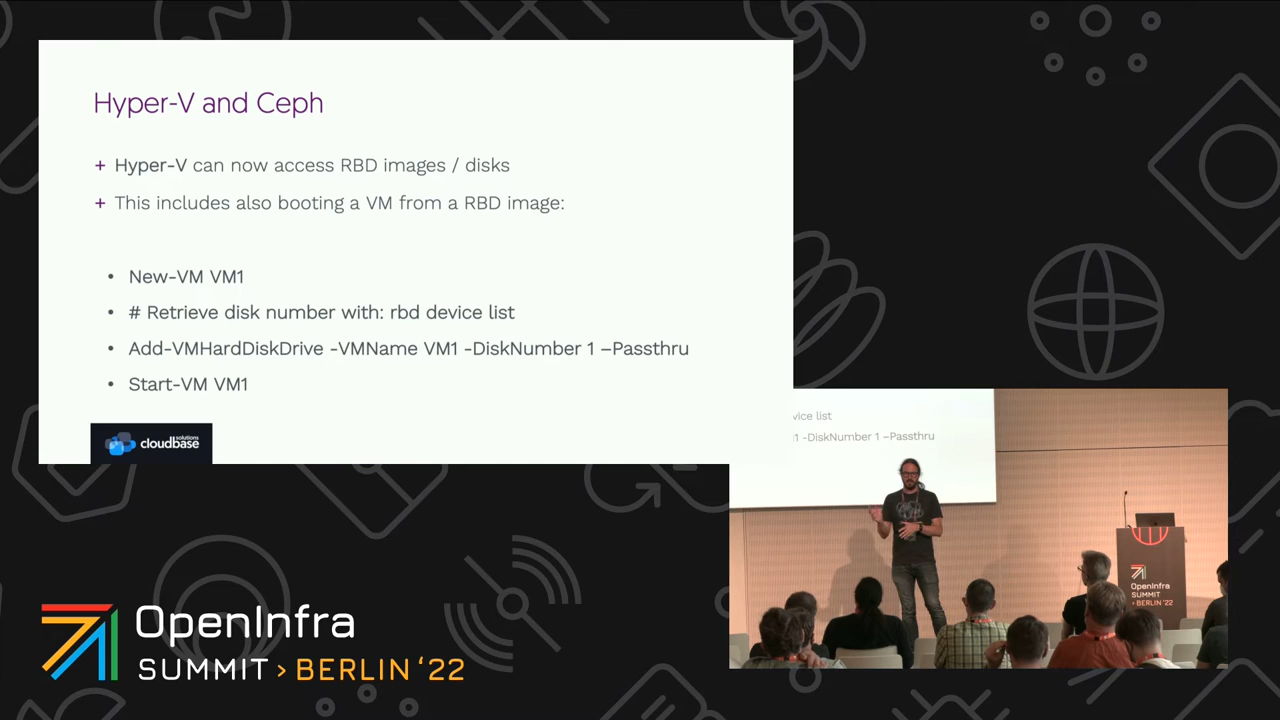 Hyper-V and Ceph
+ Hyper-V can now access RBD images / disks
+ This includes also booting a VM from a RBD image:
• New-VM VM1
• # Retrieve disk number with: rbd device list
• Add-VMHardDiskDrive -VMName VM1 -DiskNumber 1 –Passthru
• Start-VM VM1
cloudbase
solutions
vice list
1 -DiskNumber 1 –Passthru
OpenInfra
SUMMIT
› BERLIN '22
OpenInfra
SUMMIT › BERLIN ‘22